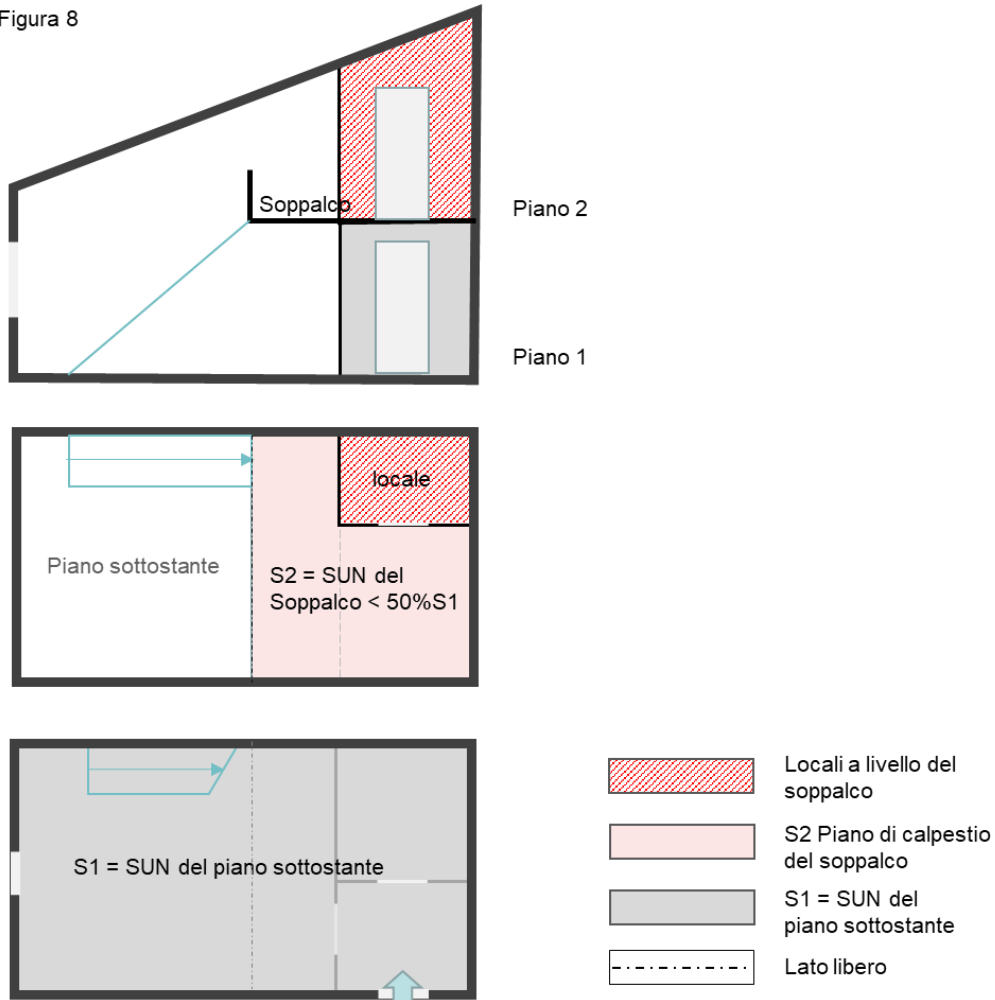 Figura 8
Soppalco
Piano 2
Piano 1
locale
Piano sottostante
S2 = SUN del
Soppalco < 50%S1
S1 = SUN del piano sottostante
Locali a livello del
soppalco
S2 Piano di calpestio
del soppalco
S1 = SUN del
piano sottostante
Lato libero